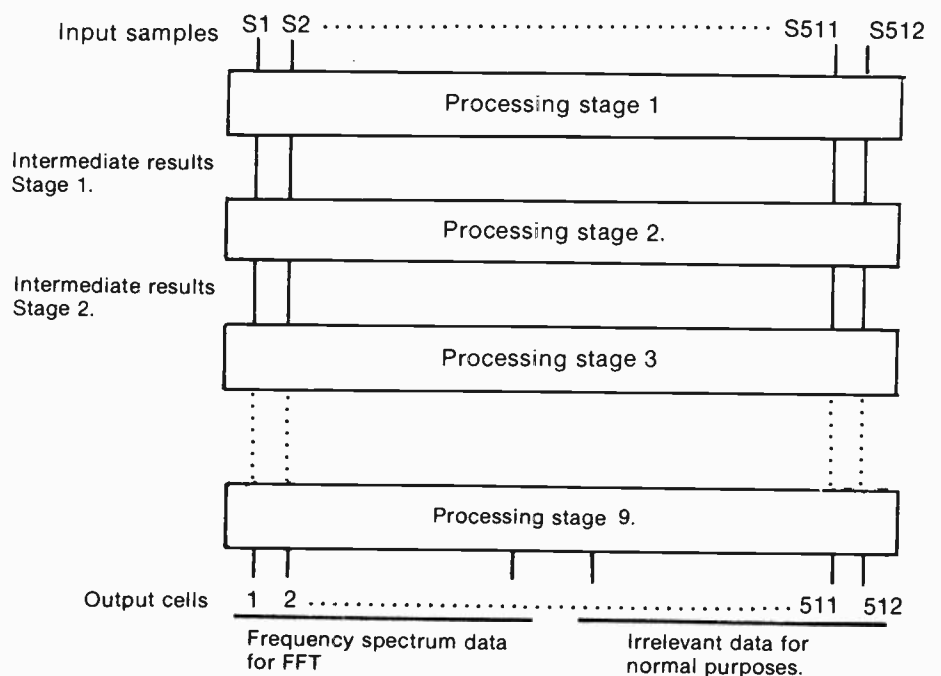 Input samples S1 S2 ........................................ S511 S512
Processing stage 1
Intermediate results
Stage 1.
Processing stage 2.
Intermediate results
Stage 2.
Processing stage 3
Processing stage 9.
Output cells 1 2 ........................................ 511 512
Frequency spectrum data
for FFT
Irrelevant data for
normal purposes.